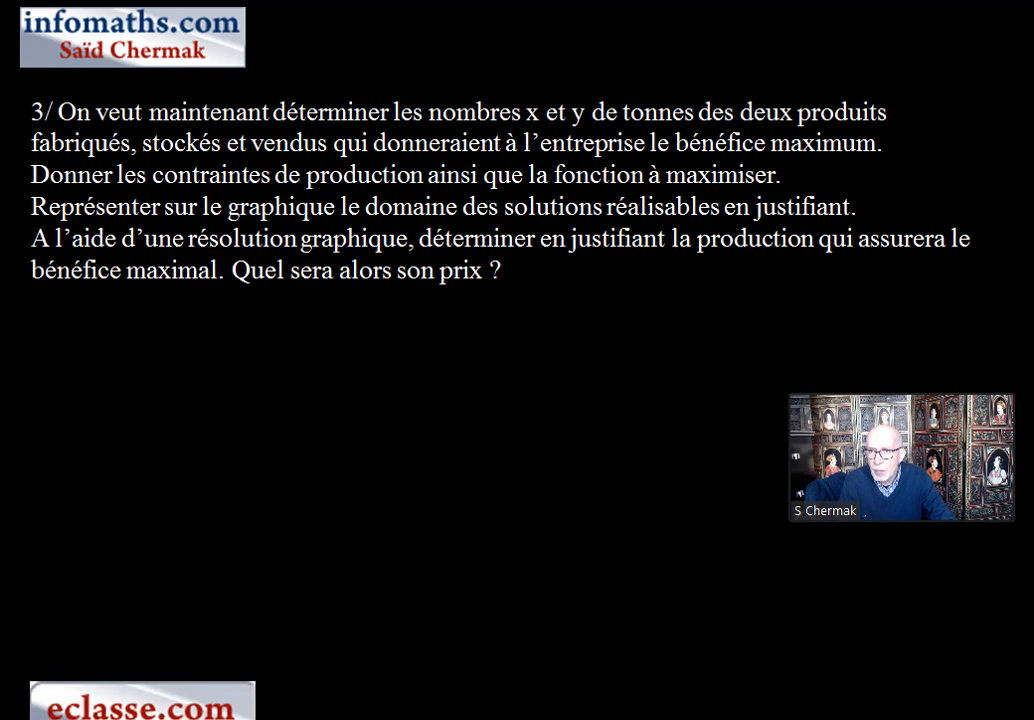 infomaths.com
Saïd Chermak
3/ On veut maintenant déterminer les nombres x et y de tonnes des deux produits
fabriqués, stockés et vendus qui donneraient à l’entreprise le bénéfice maximum.
Donner les contraintes de production ainsi que la fonction à maximiser.
Représenter sur le graphique le domaine des solutions réalisables en justifiant.
A l’aide d’une résolution graphique, déterminer en justifiant la production qui assurera le
bénéfice maximal. Quel sera alors son prix ?
S Chermak
eclasse.com